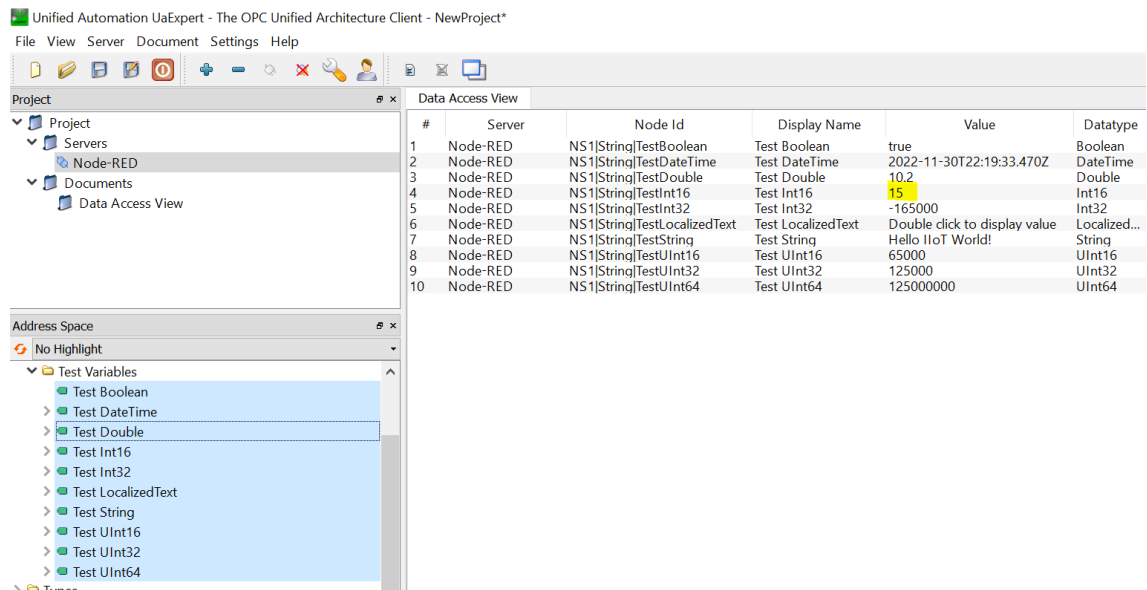 Unified Automation UaExpert - The OPC Unified Architecture Client - NewProject*
File View Server Document Settings Help
Project
Project
Servers
Node-RED
Documents
Data Access View
Data Access View
# Server Node Id Display Name Value Datatype
1 Node-RED NS1|String|TestBoolean Test Boolean true Boolean
2 Node-RED NS1|String|TestDateTime Test DateTime 2022-11-30T22:19:33.470Z DateTime
3 Node-RED NS1|String|TestDouble Test Double 10.2 Double
4 Node-RED NS1|String|TestInt16 Test Int16 15 Int16
5 Node-RED NS1|String|TestInt32 Test Int32 -165000 Int32
6 Node-RED NS1|String|TestLocalizedText Test LocalizedText Double click to display value Localized...
7 Node-RED NS1|String|TestString Test String Hello IIoT World! String
8 Node-RED NS1|String|TestUInt16 Test UInt16 65000 UInt16
9 Node-RED NS1|String|TestUInt32 Test UInt32 125000 UInt32
10 Node-RED NS1|String|TestUInt64 Test UInt64 125000000 UInt64
Address Space
No Highlight
Test Variables
Test Boolean
Test DateTime
Test Double
Test Int16
Test Int32
Test LocalizedText
Test String
Test UInt16
Test UInt32
Test UInt64